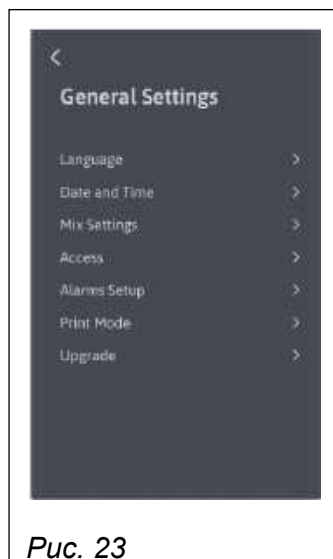 General Settings
Language
Date and Time
Mix Settings
Access
Alarms Setup
Print Mode
Upgrade
Рис. 23